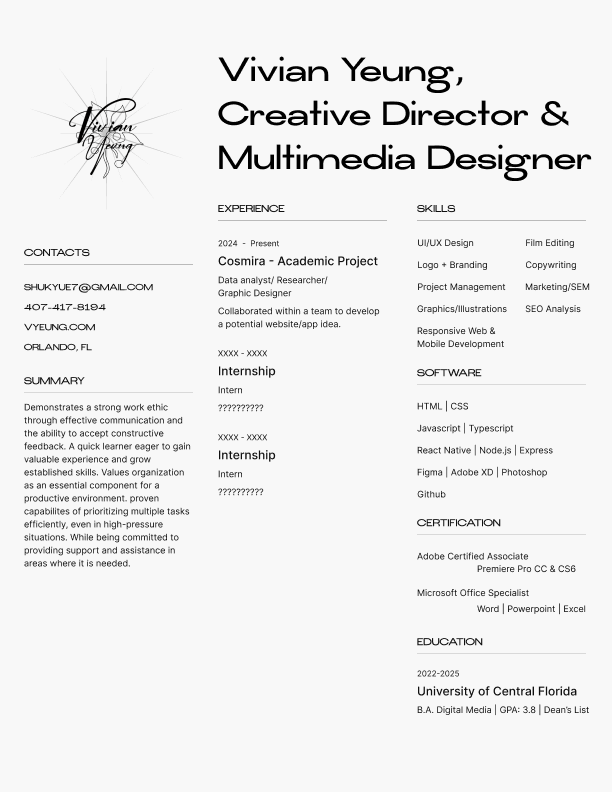 Vivian
Yeung
Vivian Yeung,
Creative Director &
Multimedia Designer
CONTACTS
SHUKYUE7@GMAIL.COM
407-417-8194
VYEUNG.COM
ORLANDO, FL
SUMMARY
Demonstrates a strong work ethic
through effective communication and
the ability to accept constructive
feedback. A quick learner eager to gain
valuable experience and grow
established skills. Values organization
as an essential component for a
productive environment. proven
capabilites of prioritizing multiple tasks
efficiently, even in high-pressure
situations. While being committed to
providing support and assistance in
areas where it is needed.
EXPERIENCE
2024 - Present
Cosmira - Academic Project
Data analyst/ Researcher/
Graphic Designer
Collaborated within a team to develop
a potential website/app idea.
XXXX - XXXX
Internship
Intern
??????????
XXXX - XXXX
Internship
Intern
??????????
SKILLS
UI/UX Design
Film Editing
Logo + Branding
Copywriting
Project Management
Marketing/SEM
Graphics/Illustrations
SEO Analysis
Responsive Web &
Mobile Development
SOFTWARE
HTML | CSS
Javascript | Typescript
React Native | Node.js | Express
Figma | Adobe XD | Photoshop
Github
CERTIFICATION
Adobe Certified Associate
Premiere Pro CC & CS6
Microsoft Office Specialist
Word | Powerpoint | Excel
EDUCATION
2022-2025
University of Central Florida
B.A. Digital Media | GPA: 3.8 | Dean's List